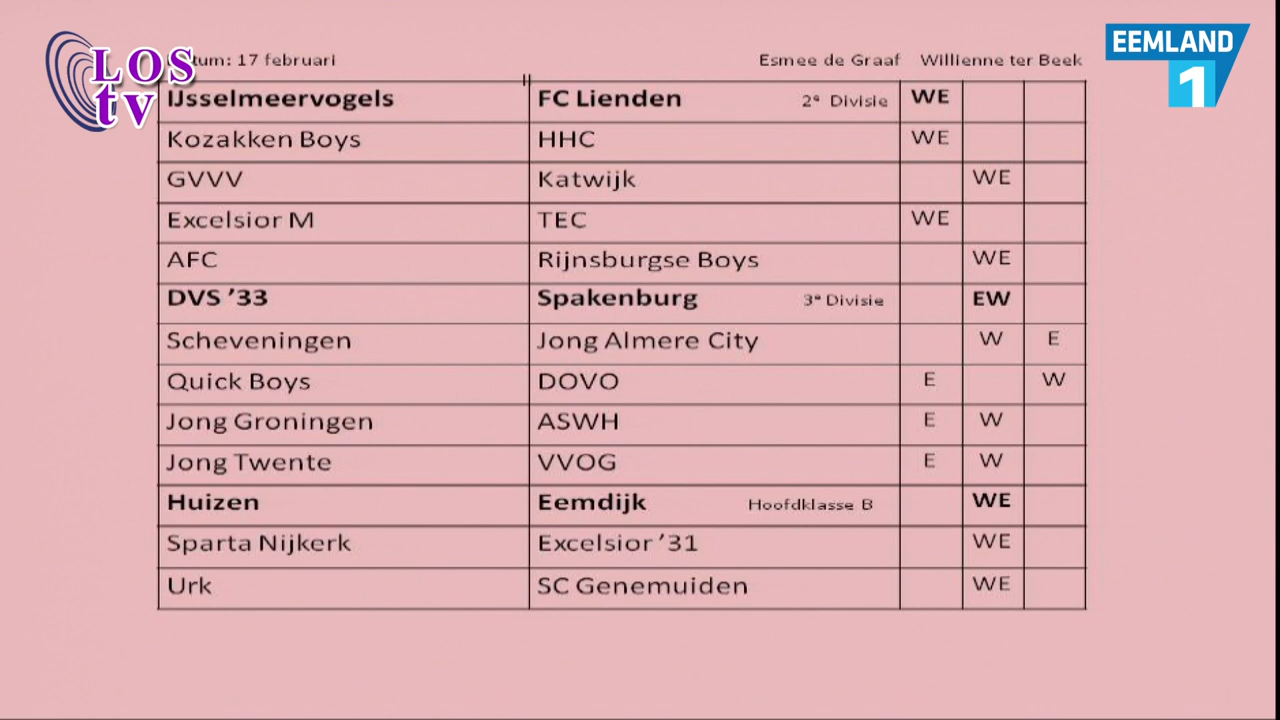 LOS
tv
EEMLAND
1
tum: 17 februari Esmee de Graaf Willienne ter Beek
IJsselmeervogels FC Lienden 2e Divisie WE
Kozakken Boys HHC WE
GVVV Katwijk WE
Excelsior M TEC WE
AFC Rijnsburgse Boys WE
DVS ’33 Spakenburg 3e Divisie EW
Scheveningen Jong Almere City W E
Quick Boys DOVO E W
Jong Groningen ASWH E W
Jong Twente VVOG E W
Huizen Eemdijk Hoofdklasse B WE
Sparta Nijkerk Excelsior ’31 WE
Urk SC Genemuiden WE